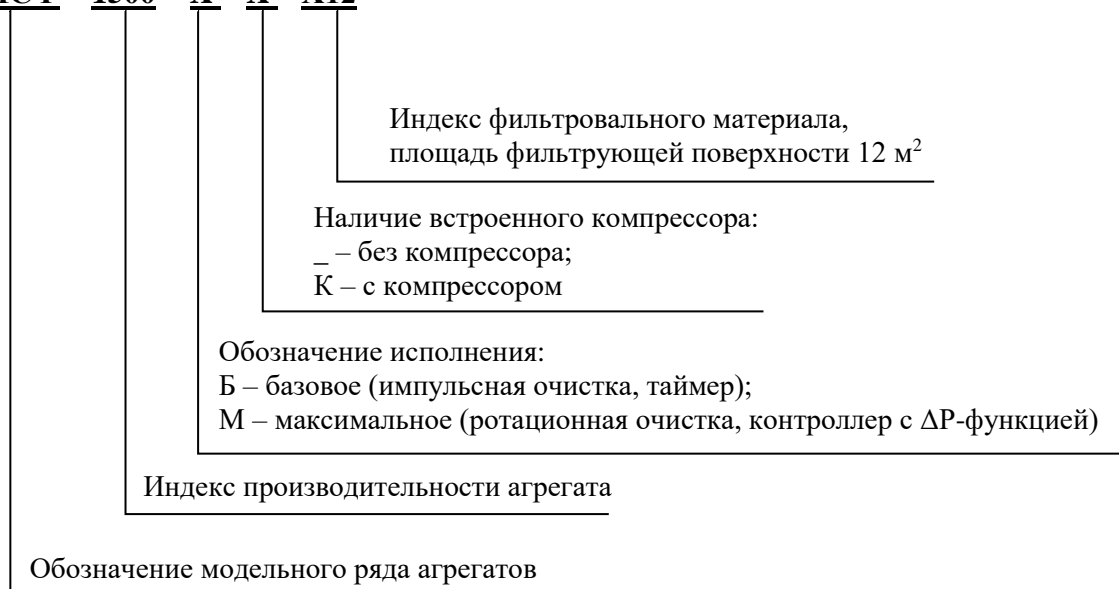 Индекс фильтровального материала,
площадь фильтрующей поверхности 12 м²
Наличие встроенного компрессора:
_ – без компрессора;
К – с компрессором
Обозначение исполнения:
Б – базовое (импульсная очистка, таймер);
М – максимальное (ротационная очистка, контроллер с ΔР-функцией)
Индекс производительности агрегата
Обозначение модельного ряда агрегатов